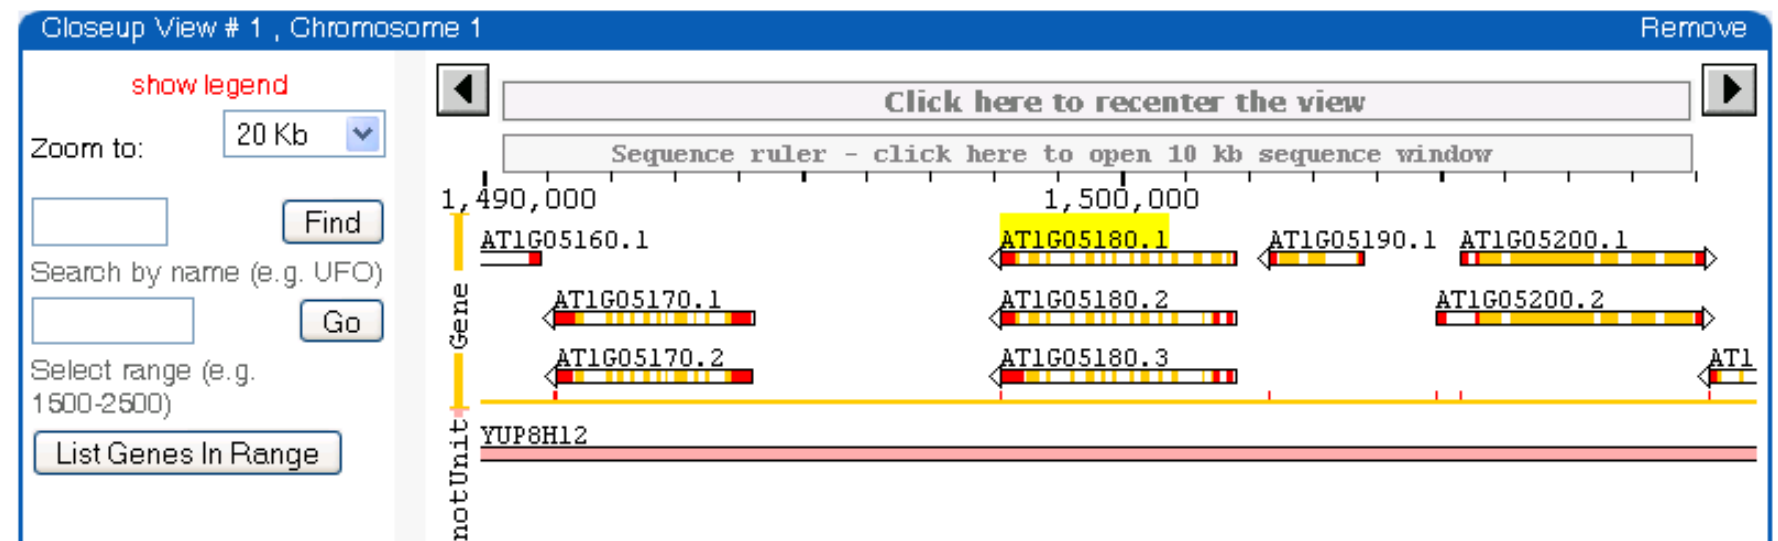 Closeup View # 1 , Chromosome 1
Remove
show legend
Zoom to:
20 Kb
Find
Search by name (e.g. UFO)
Go
Select range (e.g.
1500-2500)
List Genes In Range
Click here to recenter the view
Sequence ruler - click here to open 10 kb sequence window
1,490,000
1,500,000
Gene
AT1G05160.1
AT1G05180.1
AT1G05190.1
AT1G05200.1
AT1G05170.1
AT1G05180.2
AT1G05200.2
AT1G05170.2
AT1G05180.3
AT1
notUnit
YUP8H12